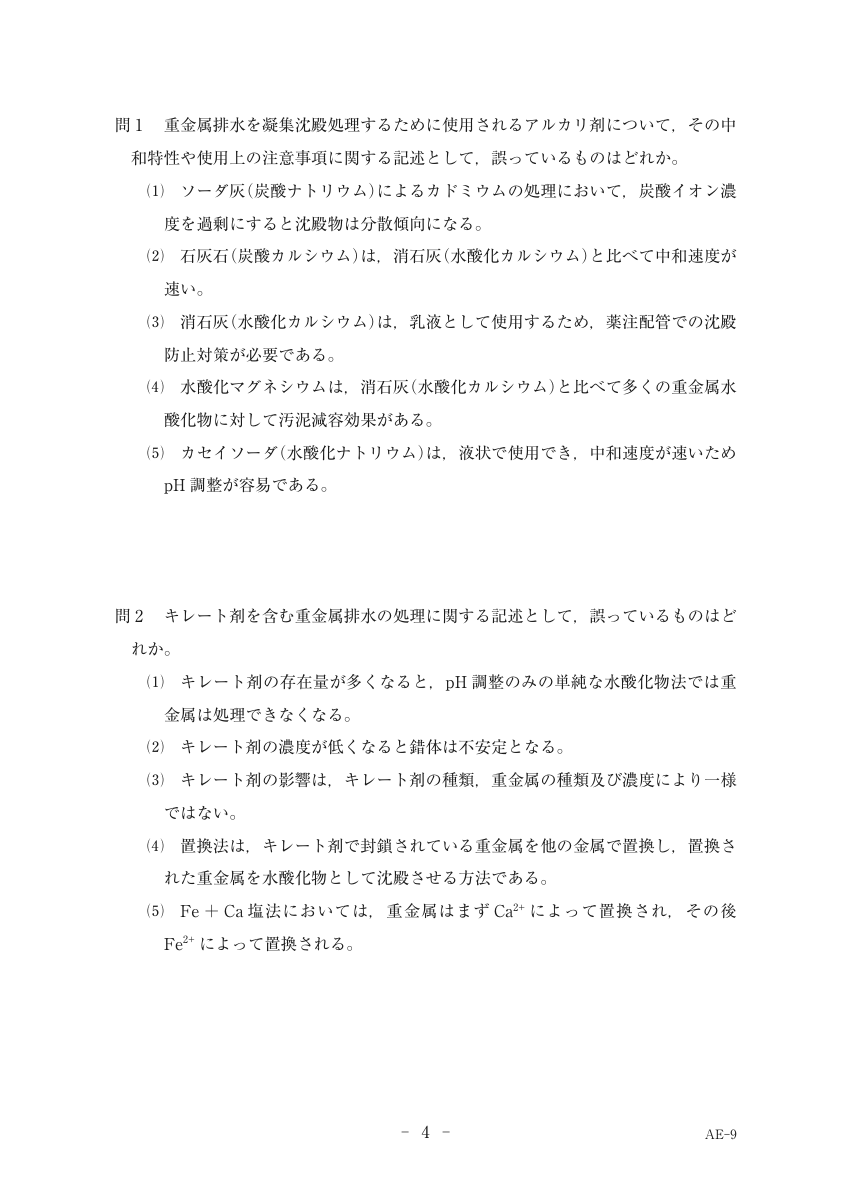 問１　重金属排水を凝集沈殿処理するために使用されるアルカリ剤について，その中
和特性や使用上の注意事項に関する記述として，誤っているものはどれか。
⑴　ソーダ灰(炭酸ナトリウム)によるカドミウムの処理において，炭酸イオン濃
度を過剰にすると沈殿物は分散傾向になる。
⑵　石灰石(炭酸カルシウム)は，消石灰(水酸化カルシウム)と比べて中和速度が
速い。
⑶　消石灰(水酸化カルシウム)は，乳液として使用するため，薬注配管での沈殿
防止対策が必要である。
⑷　水酸化マグネシウムは，消石灰(水酸化カルシウム)と比べて多くの重金属水
酸化物に対して汚泥減容効果がある。
⑸　カセイソーダ(水酸化ナトリウム)は，液状で使用でき，中和速度が速いため
pH 調整が容易である。
問２　キレート剤を含む重金属排水の処理に関する記述として，誤っているものはど
れか。
⑴　キレート剤の存在量が多くなると，pH 調整のみの単純な水酸化物法では重
金属は処理できなくなる。
⑵　キレート剤の濃度が低くなると錯体は不安定となる。
⑶　キレート剤の影響は，キレート剤の種類，重金属の種類及び濃度により一様
ではない。
⑷　置換法は，キレート剤で封鎖されている重金属を他の金属で置換し，置換さ
れた重金属を水酸化物として沈殿させる方法である。
⑸　Fe ＋ Ca 塩法においては，重金属はまず Ca²⁺ によって置換され，その後
Fe²⁺ によって置換される。
－ 4 －
AE−9